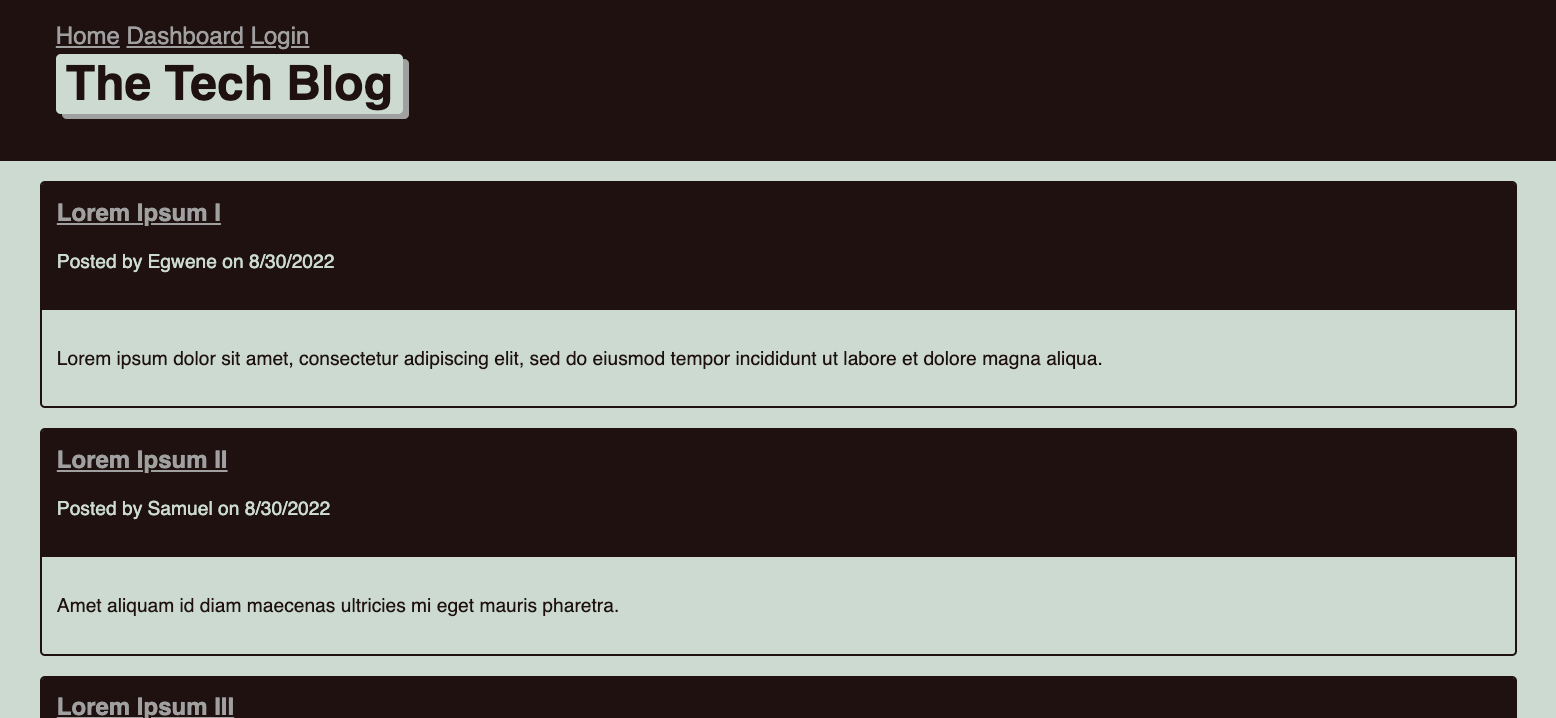 Home Dashboard Login
The Tech Blog
Lorem Ipsum I
Posted by Egwene on 8/30/2022
Lorem ipsum dolor sit amet, consectetur adipiscing elit, sed do eiusmod tempor incididunt ut labore et dolore magna aliqua.
Lorem Ipsum II
Posted by Samuel on 8/30/2022
Amet aliquam id diam maecenas ultricies mi eget mauris pharetra.
Lorem Ipsum III